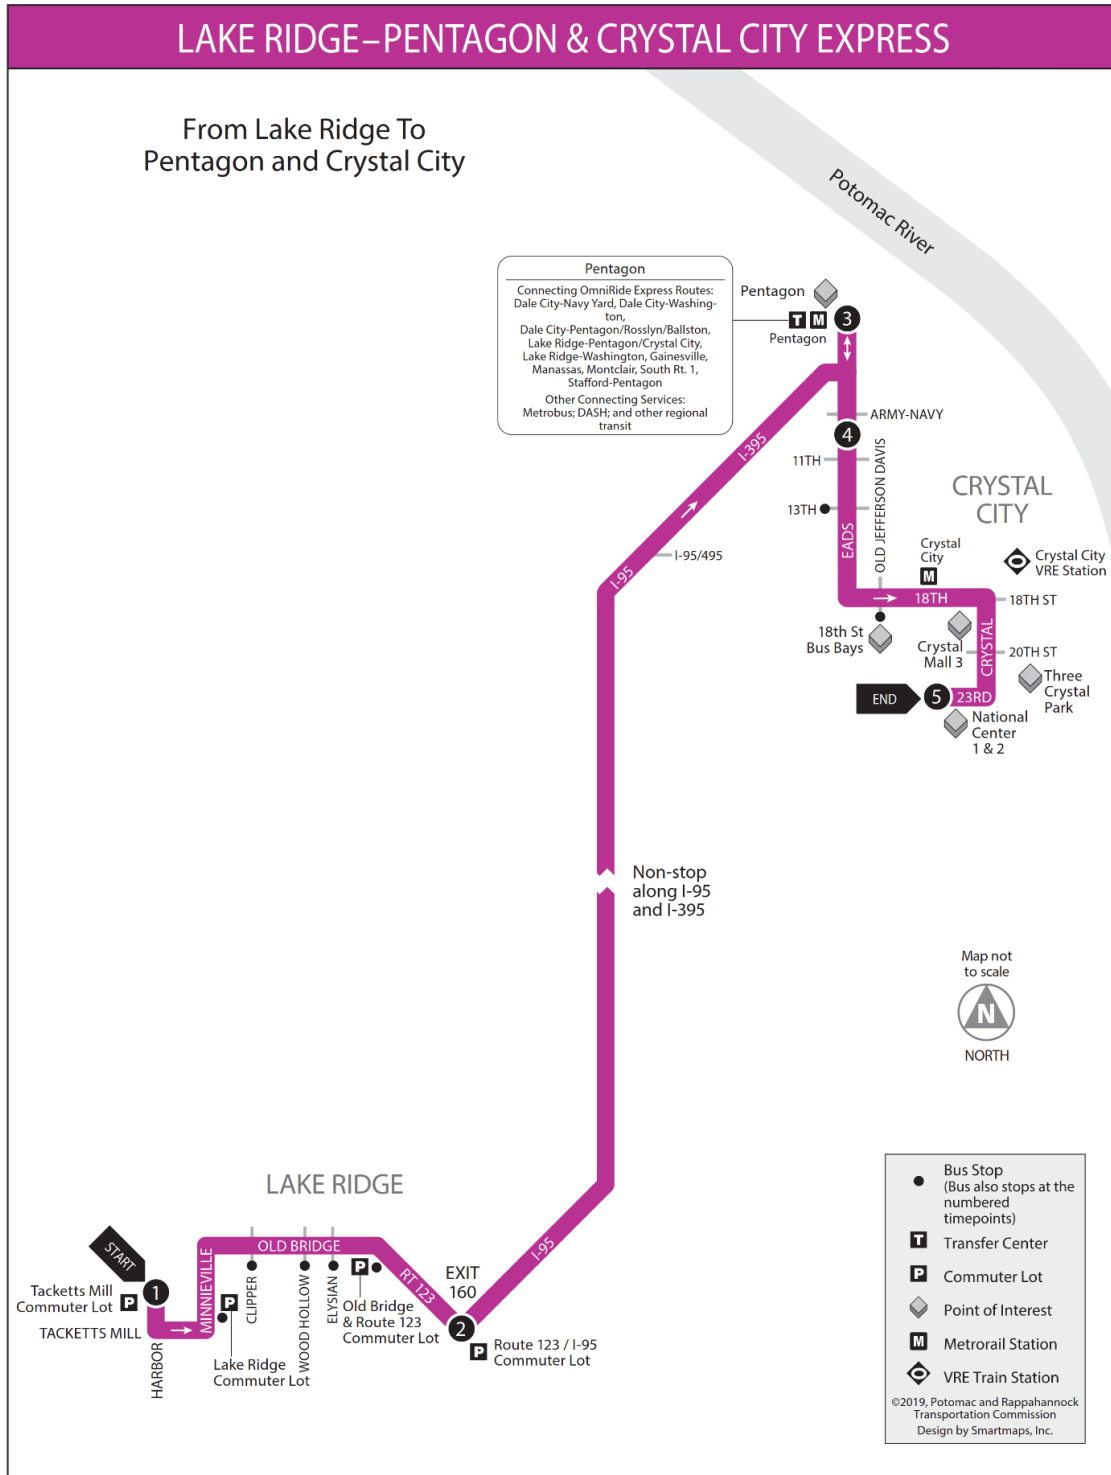 LAKE RIDGE–PENTAGON & CRYSTAL CITY EXPRESS
From Lake Ridge To
Pentagon and Crystal City
Potomac River
Pentagon
Connecting OmniRide Express Routes:
Dale City-Navy Yard, Dale City-Washing-
ton,
Dale City-Pentagon/Rosslyn/Ballston,
Lake Ridge-Pentagon/Crystal City,
Lake Ridge-Washington, Gainesville,
Manassas, Montclair, South Rt. 1,
Stafford-Pentagon
Other Connecting Services:
Metrobus; DASH; and other regional
transit
Pentagon
T M 3
Pentagon
ARMY-NAVY
4
I-395
11TH
OLD JEFFERSON DAVIS
13TH
EADS
CRYSTAL
CITY
I-95/495
I-95
Crystal
City
M
Crystal City
VRE Station
18TH
18TH ST
18th St
Bus Bays
Crystal
Mall 3
CRYSTAL
20TH ST
Three
Crystal
Park
END
5
23RD
National
Center
1 & 2
Non-stop
along I-95
and I-395
Map not
to scale
N
NORTH
LAKE RIDGE
START
1
Tacketts Mill
Commuter Lot
P
TACKETTS MILL
HARBOR
MINNIEVILLE
P
Lake Ridge
Commuter Lot
OLD BRIDGE
CLIPPER
WOOD HOLLOW
ELYSIAN
P
Old Bridge
& Route 123
Commuter Lot
RT 123
EXIT
160
2
P
Route 123 / I-95
Commuter Lot
I-95
Bus Stop
(Bus also stops at the
numbered
timepoints)
T Transfer Center
P Commuter Lot
Point of Interest
M Metrorail Station
VRE Train Station
©2019, Potomac and Rappahannock
Transportation Commission
Design by Smartmaps, Inc.